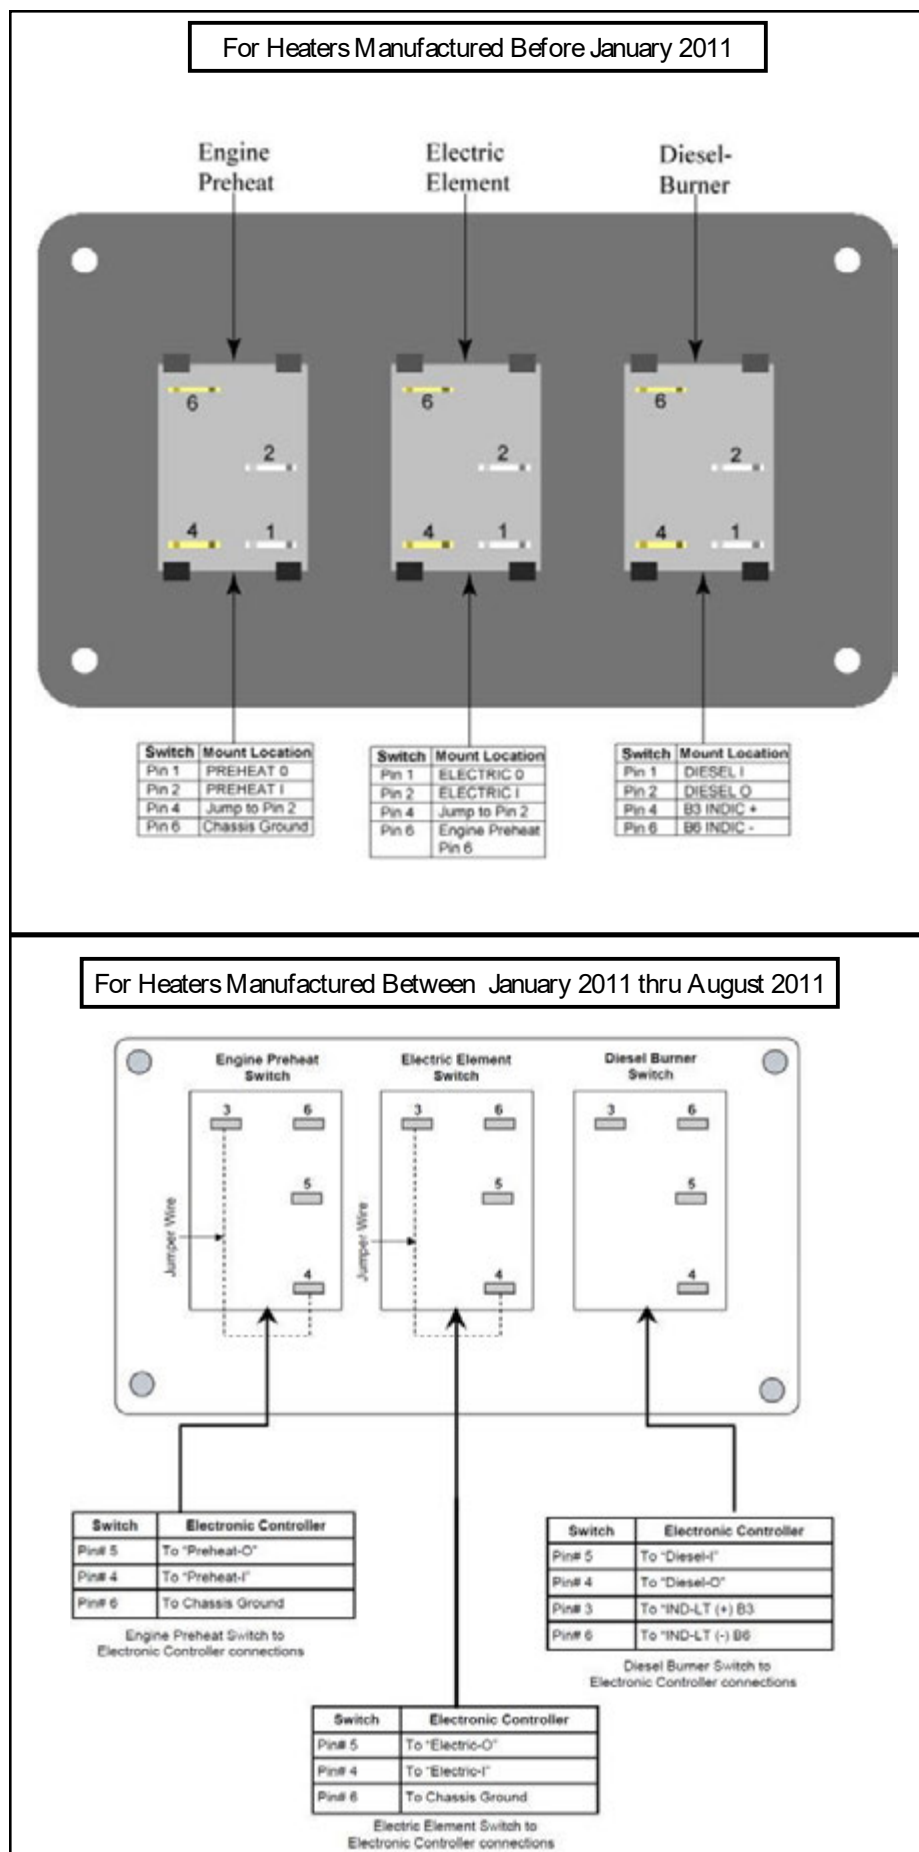 For Heaters Manufactured Before January 2011
Engine
Preheat
Electric
Element
Diesel-
Burner
6
2
4 1
6
2
4 1
6
2
4 1
Switch Mount Location
Pin 1 PREHEAT 0
Pin 2 PREHEAT I
Pin 4 Jump to Pin 2
Pin 6 Chassis Ground
Switch Mount Location
Pin 1 ELECTRIC 0
Pin 2 ELECTRIC I
Pin 4 Jump to Pin 2
Pin 6 Engine Preheat
Pin 6
Switch Mount Location
Pin 1 DIESEL I
Pin 2 DIESEL O
Pin 4 B3 INDIC +
Pin 6 B6 INDIC -
For Heaters Manufactured Between January 2011 thru August 2011
Engine Preheat
Switch
3 6
5
4
Jumper Wire
Electric Element
Switch
3 6
5
4
Jumper Wire
Diesel Burner
Switch
3 6
5
4
Switch Electronic Controller
Pin# 5 To "Preheat-O"
Pin# 4 To "Preheat-I"
Pin# 6 To Chassis Ground
Engine Preheat Switch to
Electronic Controller connections
Switch Electronic Controller
Pin# 5 To "Diesel-I"
Pin# 4 To "Diesel-O"
Pin# 3 To "IND-LT (+) B3
Pin# 6 To "IND-LT (-) B6
Diesel Burner Switch to
Electronic Controller connections
Switch Electronic Controller
Pin# 5 To "Electric-O"
Pin# 4 To "Electric-I"
Pin# 6 To Chassis Ground
Electric Element Switch to
Electronic Controller connections